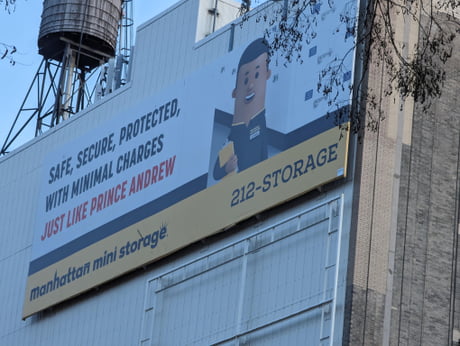 SAFE, SECURE, PROTECTED,
WITH MINIMAL CHARGES
JUST LIKE PRINCE ANDREW
manhattan mini storage
212-STORAGE